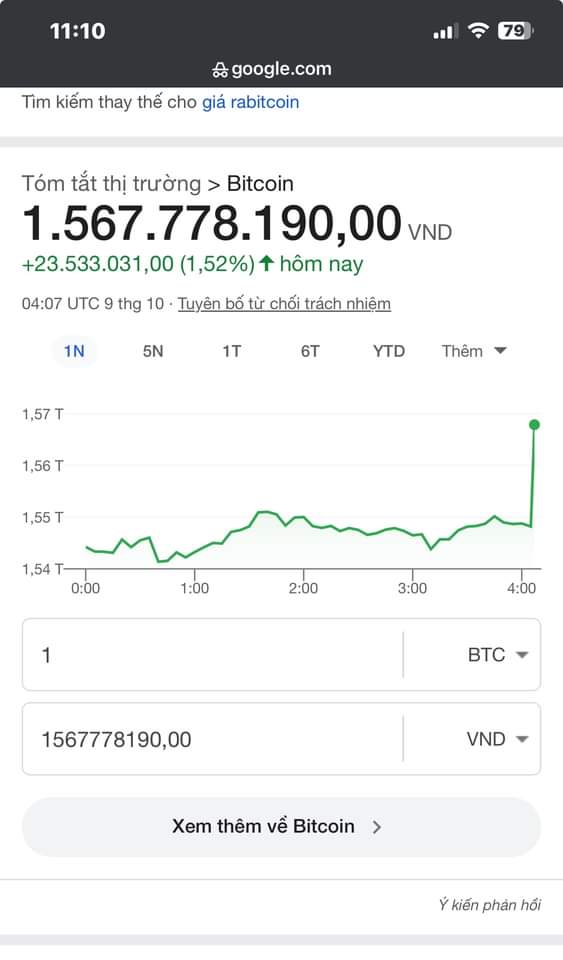 11:10
79
google.com
Tìm kiếm thay thế cho giá rabitcoin
Tóm tắt thị trường > Bitcoin
1.567.778.190,00 VND
+23.533.031,00 (1,52%) ↑ hôm nay
04:07 UTC 9 thg 10 · Tuyên bố từ chối trách nhiệm
1N 5N 1T 6T YTD Thêm
1,57 T
1,56 T
1,55 T
1,54 T
0:00 1:00 2:00 3:00 4:00
1 BTC
1567778190,00 VND
Xem thêm về Bitcoin >
Ý kiến phản hồi